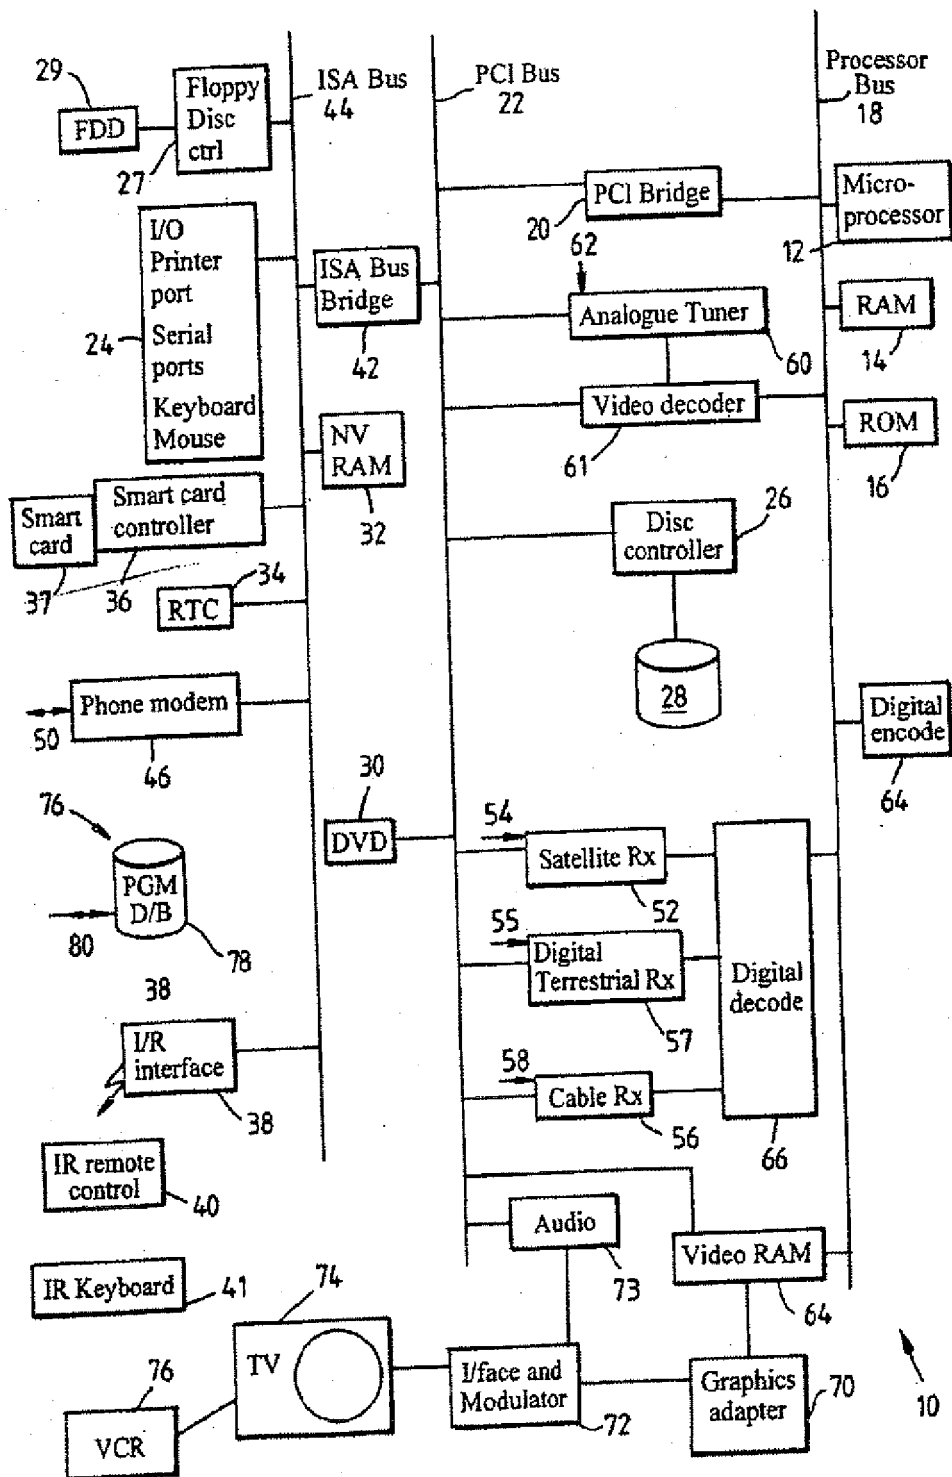 29
FDD
Floppy
Disc
ctrl
27
ISA Bus
44
PCI Bus
22
Processor
Bus
18
PCI Bridge
20
Micro-
processor
12
I/O
Printer
port
Serial
ports
Keyboard
Mouse
24
ISA Bus
Bridge
42
62
Analogue Tuner
60
RAM
14
Video decoder
61
ROM
16
NV
RAM
32
Smart
card
37
Smart card
controller
36
34
RTC
Disc
controller
26
28
Phone modem
50
46
Digital
encode
64
30
DVD
76
PGM
D/B
80
78
54
Satellite Rx
52
55
Digital
Terrestrial Rx
57
58
Cable Rx
56
Digital
decode
66
38
I/R
interface
38
IR remote
control
40
IR Keyboard
41
Audio
73
Video RAM
64
74
TV
76
VCR
I/face and
Modulator
72
Graphics
adapter
70
10